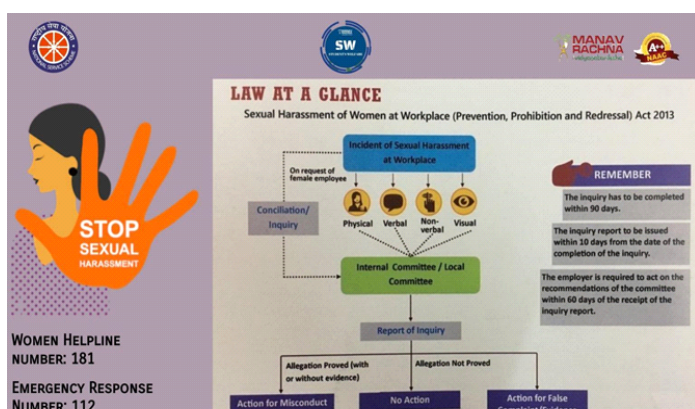 राष्ट्रीय सेवा योजना
NATIONAL SERVICE SCHEME
SW
MANAV
RACHNA
A++
NAAC
LAW AT A GLANCE
Sexual Harassment of Women at Workplace (Prevention, Prohibition and Redressal) Act 2013
Incident of Sexual Harassment
at Workplace
On request of
female employee
Conciliation/
Inquiry
Physical
Verbal
Non-
verbal
Visual
Internal Committee / Local
Committee
Report of Inquiry
Allegation Proved (with
or without evidence)
Allegation Not Proved
Action for Misconduct
No Action
Action for False
Complaint/Evidence
REMEMBER
The inquiry has to be completed
within 90 days.
The inquiry report to be issued
within 10 days from the date of the
completion of the inquiry.
The employer is required to act on the
recommendations of the committee
within 60 days of the receipt of the
inquiry report.
STOP
SEXUAL
HARASSMENT
WOMEN HELPLINE
NUMBER: 181
EMERGENCY RESPONSE
NUMBER: 112